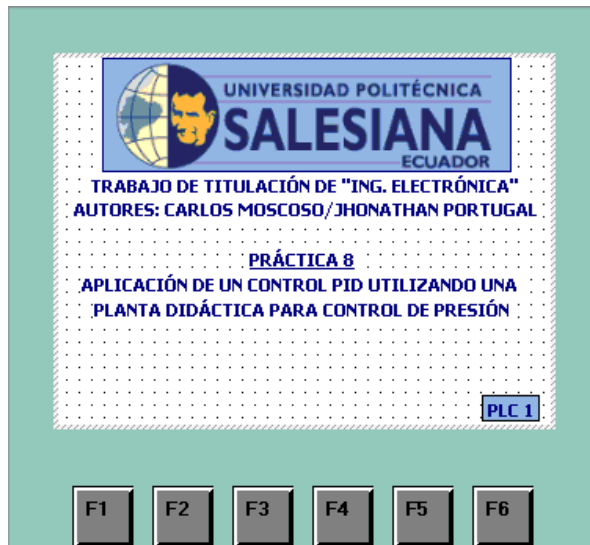 UNIVERSIDAD POLITÉCNICA
SALESIANA
ECUADOR
TRABAJO DE TITULACIÓN DE "ING. ELECTRÓNICA"
AUTORES: CARLOS MOSCOSO/JHONATHAN PORTUGAL
PRÁCTICA 8
APLICACIÓN DE UN CONTROL PID UTILIZANDO UNA
PLANTA DIDÁCTICA PARA CONTROL DE PRESIÓN
PLC 1
F1 F2 F3 F4 F5 F6